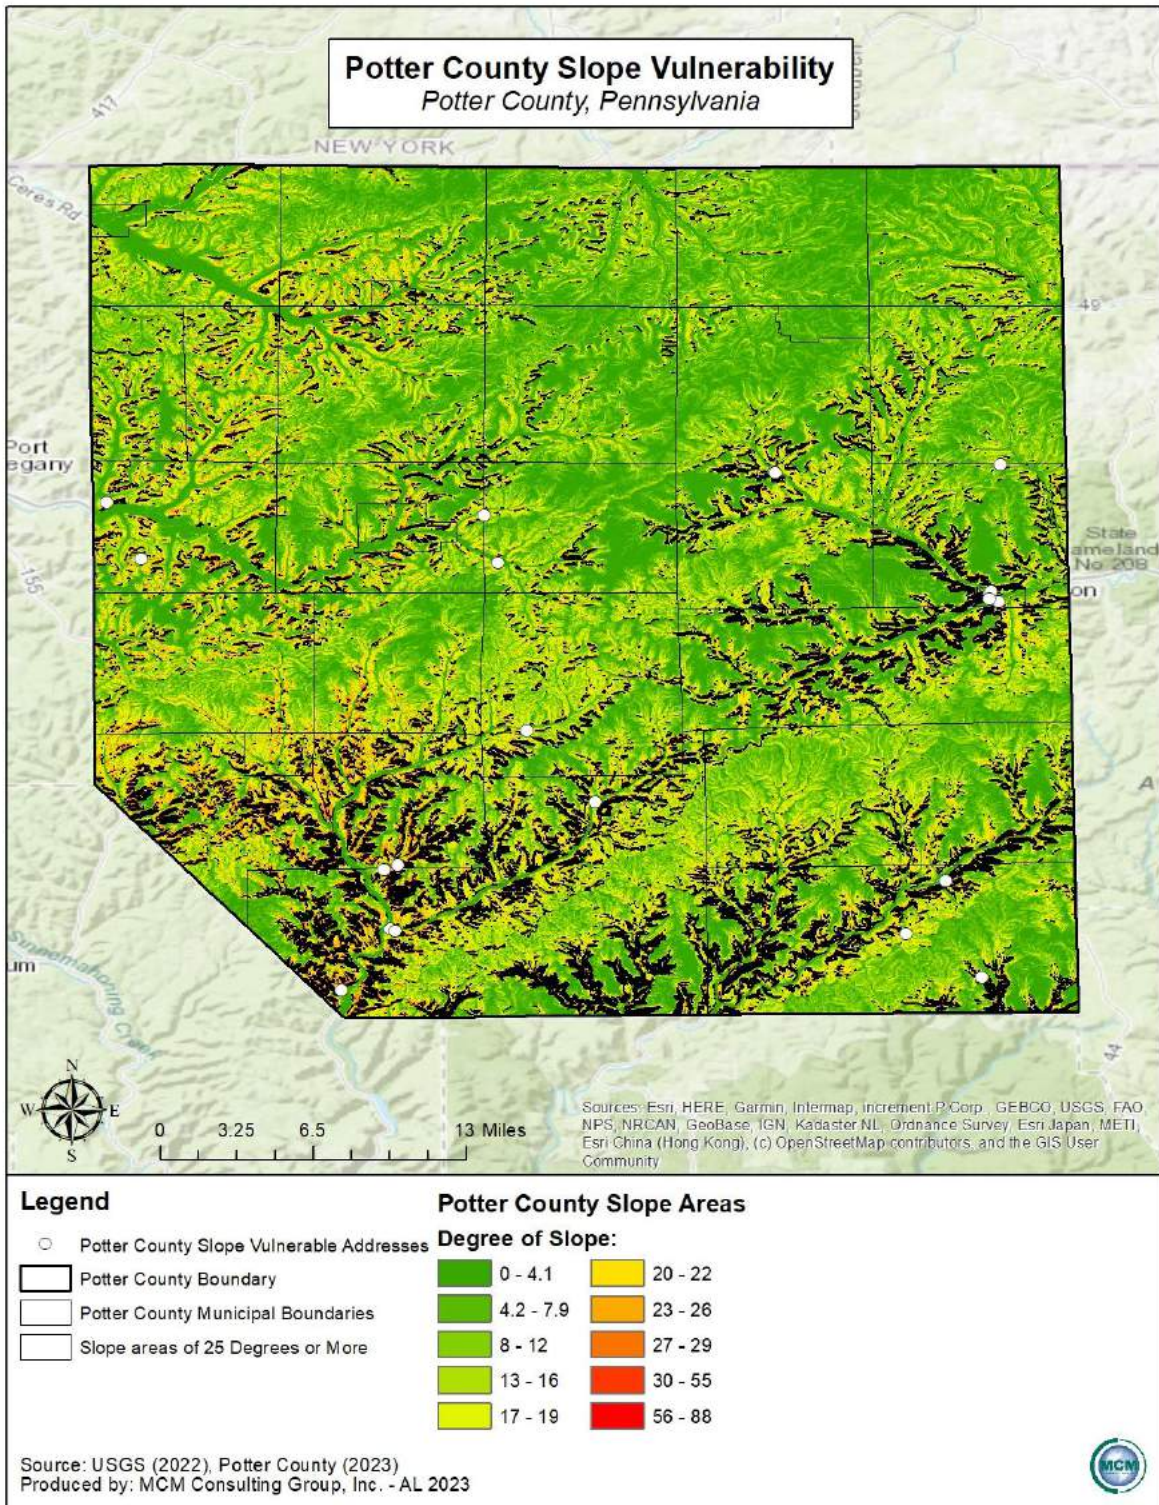 Potter County Slope Vulnerability
Potter County, Pennsylvania
417
Steuben
NEW YORK
Ceres Rd
49
Port
egany
State
ameland
No 208
on
155
A
um
Sinnemahoning Creek
44
N
W E
S
0 3.25 6.5 13 Miles
Sources: Esri, HERE, Garmin, Intermap, increment P Corp., GEBCO, USGS, FAO,
NPS, NRCAN, GeoBase, IGN, Kadaster NL, Ordnance Survey, Esri Japan, METI,
Esri China (Hong Kong), (c) OpenStreetMap contributors, and the GIS User
Community
Legend
Potter County Slope Vulnerable Addresses
Potter County Boundary
Potter County Municipal Boundaries
Slope areas of 25 Degrees or More
Potter County Slope Areas
Degree of Slope:
0 - 4.1
4.2 - 7.9
8 - 12
13 - 16
17 - 19
20 - 22
23 - 26
27 - 29
30 - 55
56 - 88
Source: USGS (2022), Potter County (2023)
Produced by: MCM Consulting Group, Inc. - AL 2023
MCM